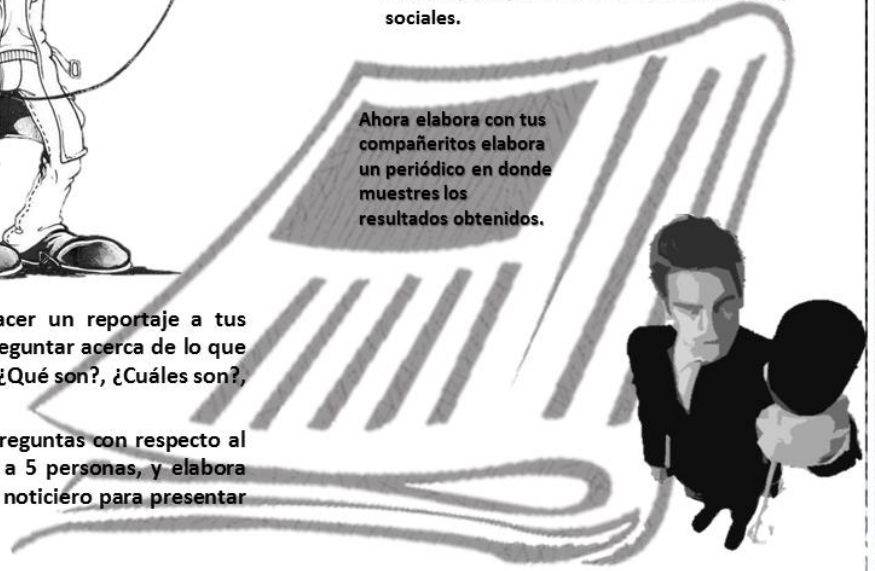 sociales.
Ahora elabora con tus
compañeritos elabora
un periódico en donde
muestres los
resultados obtenidos.
acer un reportaje a tus
eguntar acerca de lo que
¿Qué son?, ¿Cuáles son?,
reguntas con respecto al
a 5 personas, y elabora
noticiero para presentar